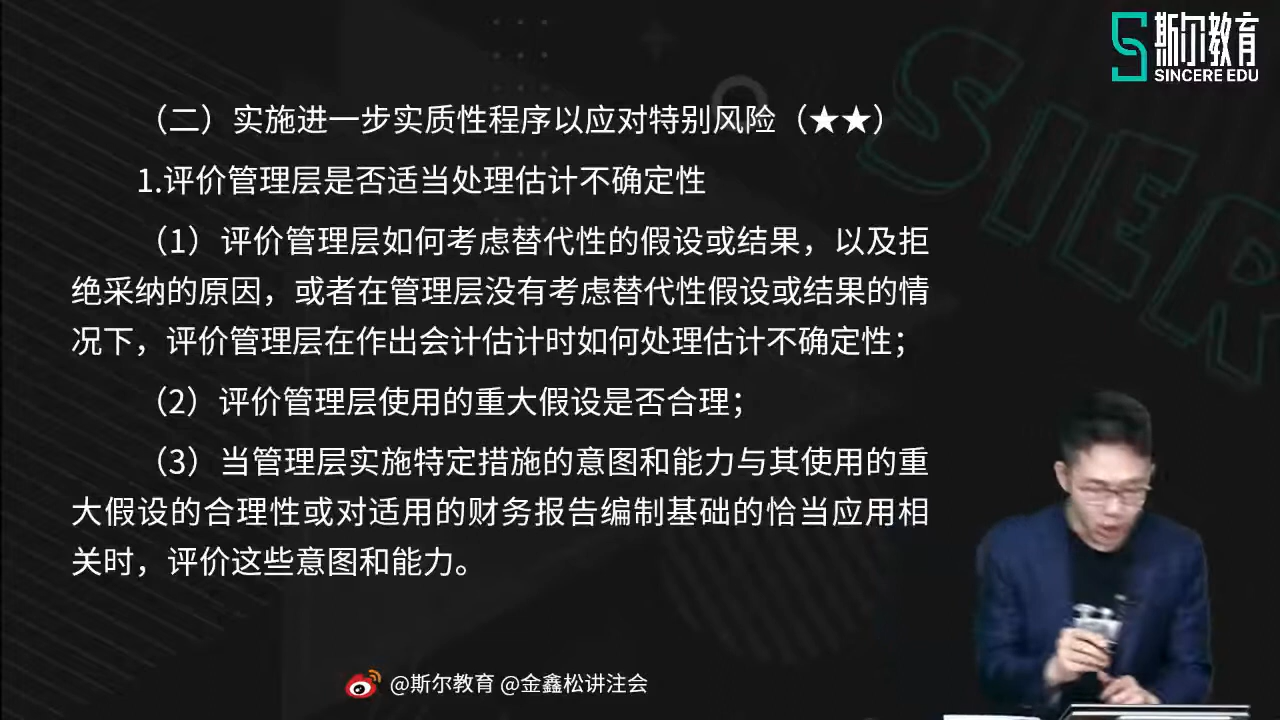 斯尔教育
SINCERE EDU
SIER
（二）实施进一步实质性程序以应对特别风险（★★）
1.评价管理层是否适当处理估计不确定性
（1）评价管理层如何考虑替代性的假设或结果，以及拒
绝采纳的原因，或者在管理层没有考虑替代性假设或结果的情
况下，评价管理层在作出会计估计时如何处理估计不确定性；
（2）评价管理层使用的重大假设是否合理；
（3）当管理层实施特定措施的意图和能力与其使用的重
大假设的合理性或对适用的财务报告编制基础的恰当应用相
关时，评价这些意图和能力。
@斯尔教育 @金鑫松讲注会